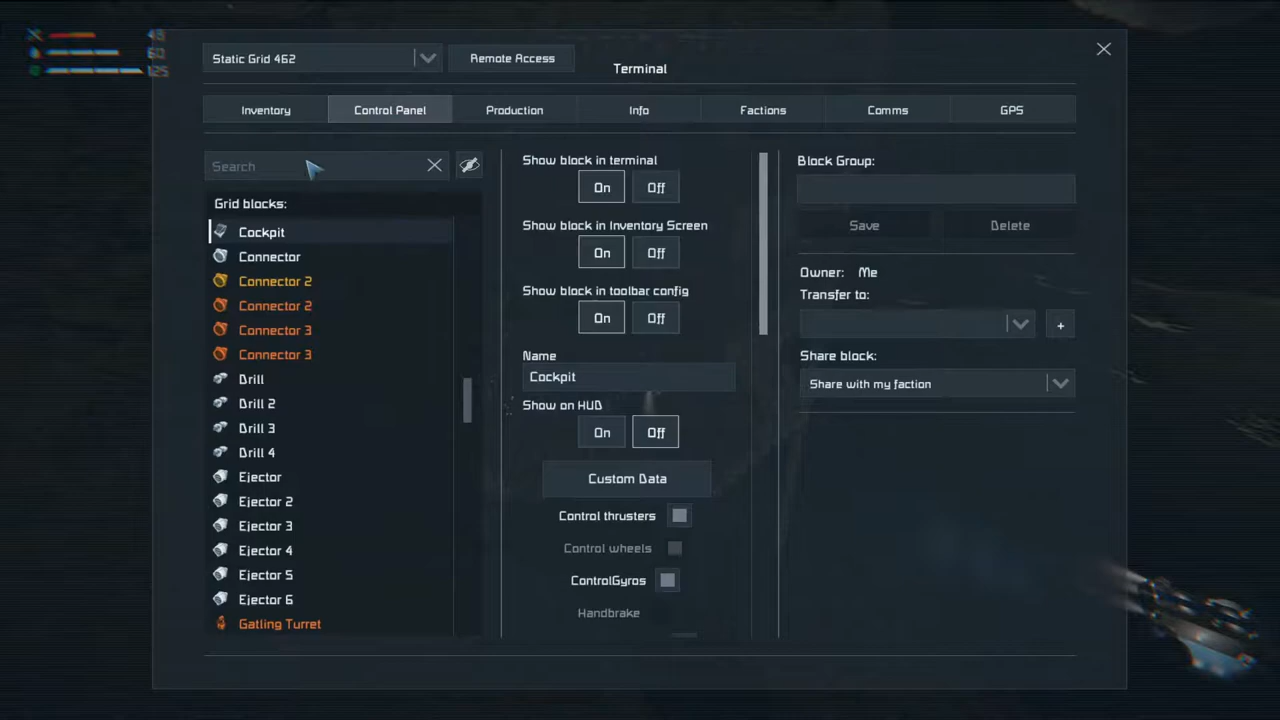 48
60
125
Static Grid 462
Remote Access
Terminal
Inventory
Control Panel
Production
Info
Factions
Comms
GPS
Search
Grid blocks:
Cockpit
Connector
Connector 2
Connector 2
Connector 3
Connector 3
Drill
Drill 2
Drill 3
Drill 4
Ejector
Ejector 2
Ejector 3
Ejector 4
Ejector 5
Ejector 6
Gatling Turret
Show block in terminal
On Off
Show block in Inventory Screen
On Off
Show block in toolbar config
On Off
Name
Cockpit
Show on HUD
On Off
Custom Data
Control thrusters
Control wheels
ControlGyros
Handbrake
Block Group:
Save
Delete
Owner: Me
Transfer to:
+
Share block:
Share with my faction